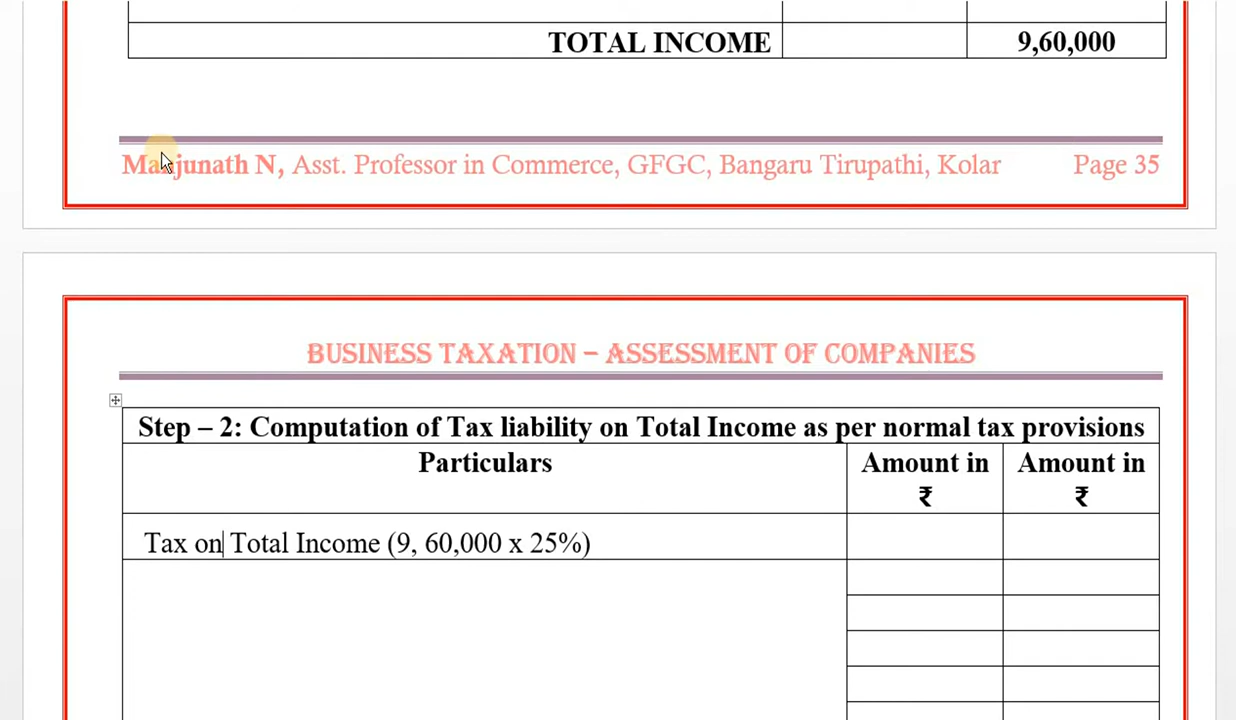 TOTAL INCOME 9,60,000
Manjunath N, Asst. Professor in Commerce, GFGC, Bangaru Tirupathi, Kolar Page 35
BUSINESS TAXATION – ASSESSMENT OF COMPANIES
Step – 2: Computation of Tax liability on Total Income as per normal tax provisions
Particulars Amount in ₹ Amount in ₹
Tax on Total Income (9, 60,000 x 25%)